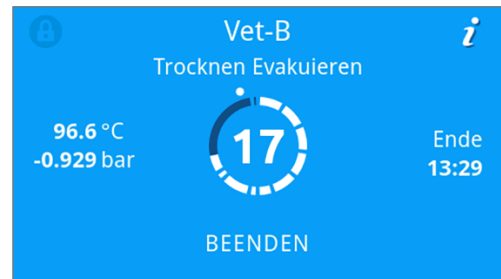 Vet-B
i
Trocknen Evakuieren
96.6 °C
-0.929 bar
17
Ende
13:29
BEENDEN